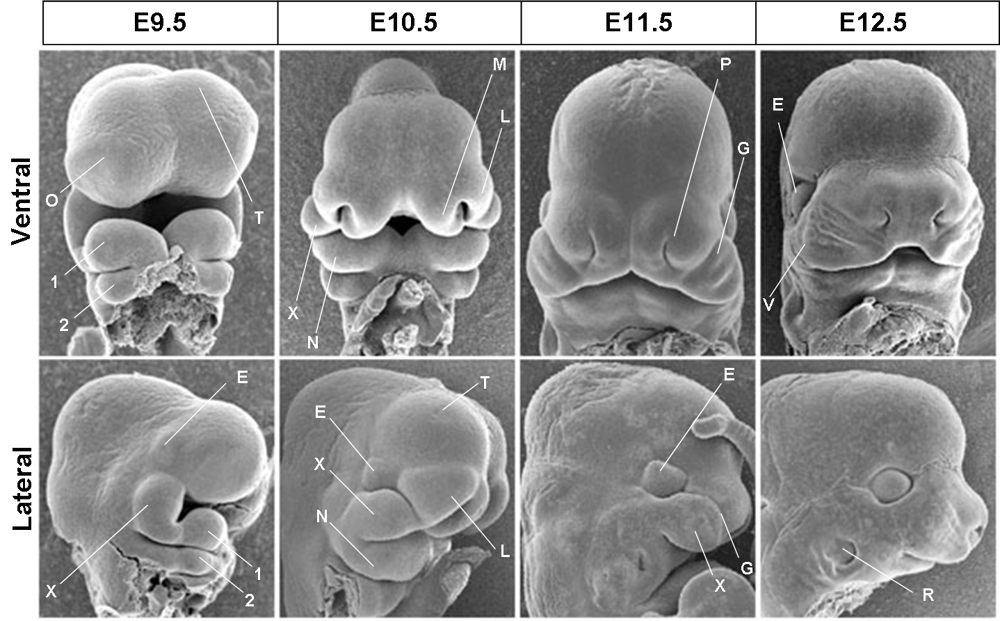 E9.5 E10.5 E11.5 E12.5
Ventral
O T 1 2
M L X N
P G
E V
Lateral
E X 1 2
T E X N L
E G X
R